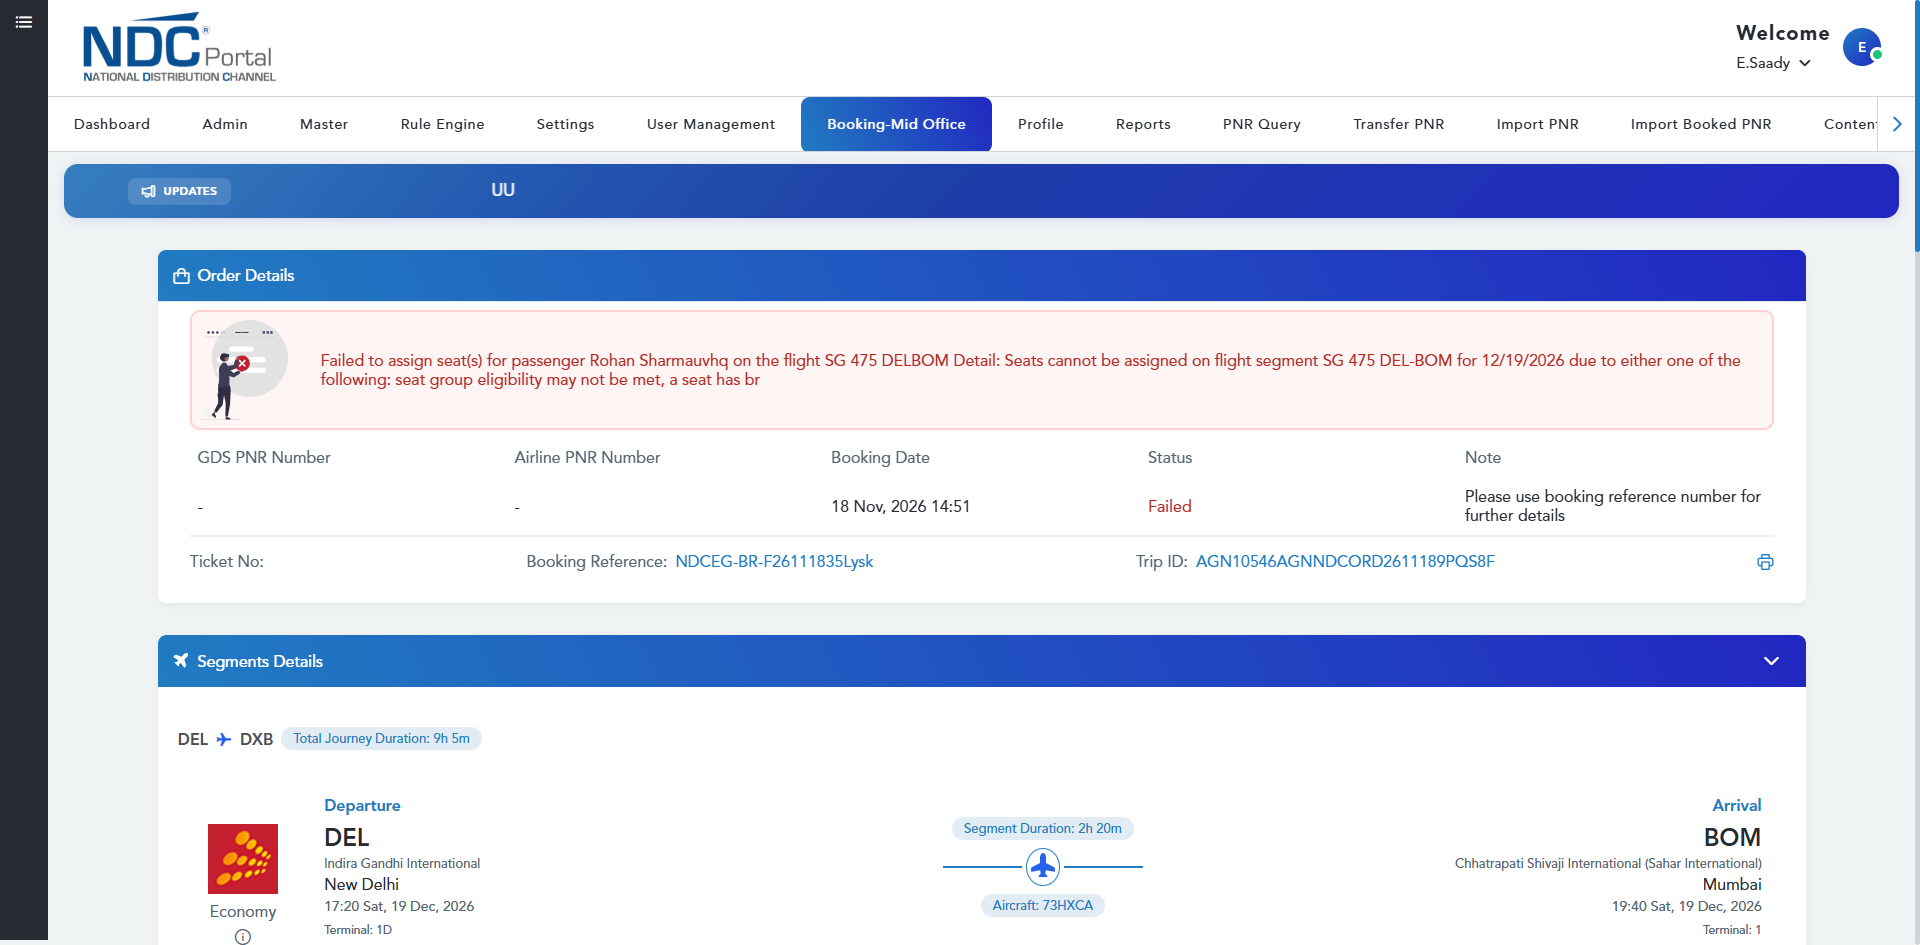 NDC® Portal
NATIONAL DISTRIBUTION CHANNEL
Welcome
E.Saady
E
Dashboard Admin Master Rule Engine Settings User Management Booking-Mid Office Profile Reports PNR Query Transfer PNR Import PNR Import Booked PNR Conten
UPDATES UU
Order Details
Failed to assign seat(s) for passenger Rohan Sharmauvhq on the flight SG 475 DELBOM Detail: Seats cannot be assigned on flight segment SG 475 DEL-BOM for 12/19/2026 due to either one of the
following: seat group eligibility may not be met, a seat has br
GDS PNR Number Airline PNR Number Booking Date Status Note
- - 18 Nov, 2026 14:51 Failed Please use booking reference number for
further details
Ticket No: Booking Reference: NDCEG-BR-F26111835Lysk Trip ID: AGN10546AGNNDCORD2611189PQS8F
Segments Details
DEL DXB Total Journey Duration: 9h 5m
Departure
DEL
Indira Gandhi International
New Delhi
17:20 Sat, 19 Dec, 2026
Terminal: 1D
Economy
Segment Duration: 2h 20m
Aircraft: 73HXCA
Arrival
BOM
Chhatrapati Shivaji International (Sahar International)
Mumbai
19:40 Sat, 19 Dec, 2026
Terminal: 1